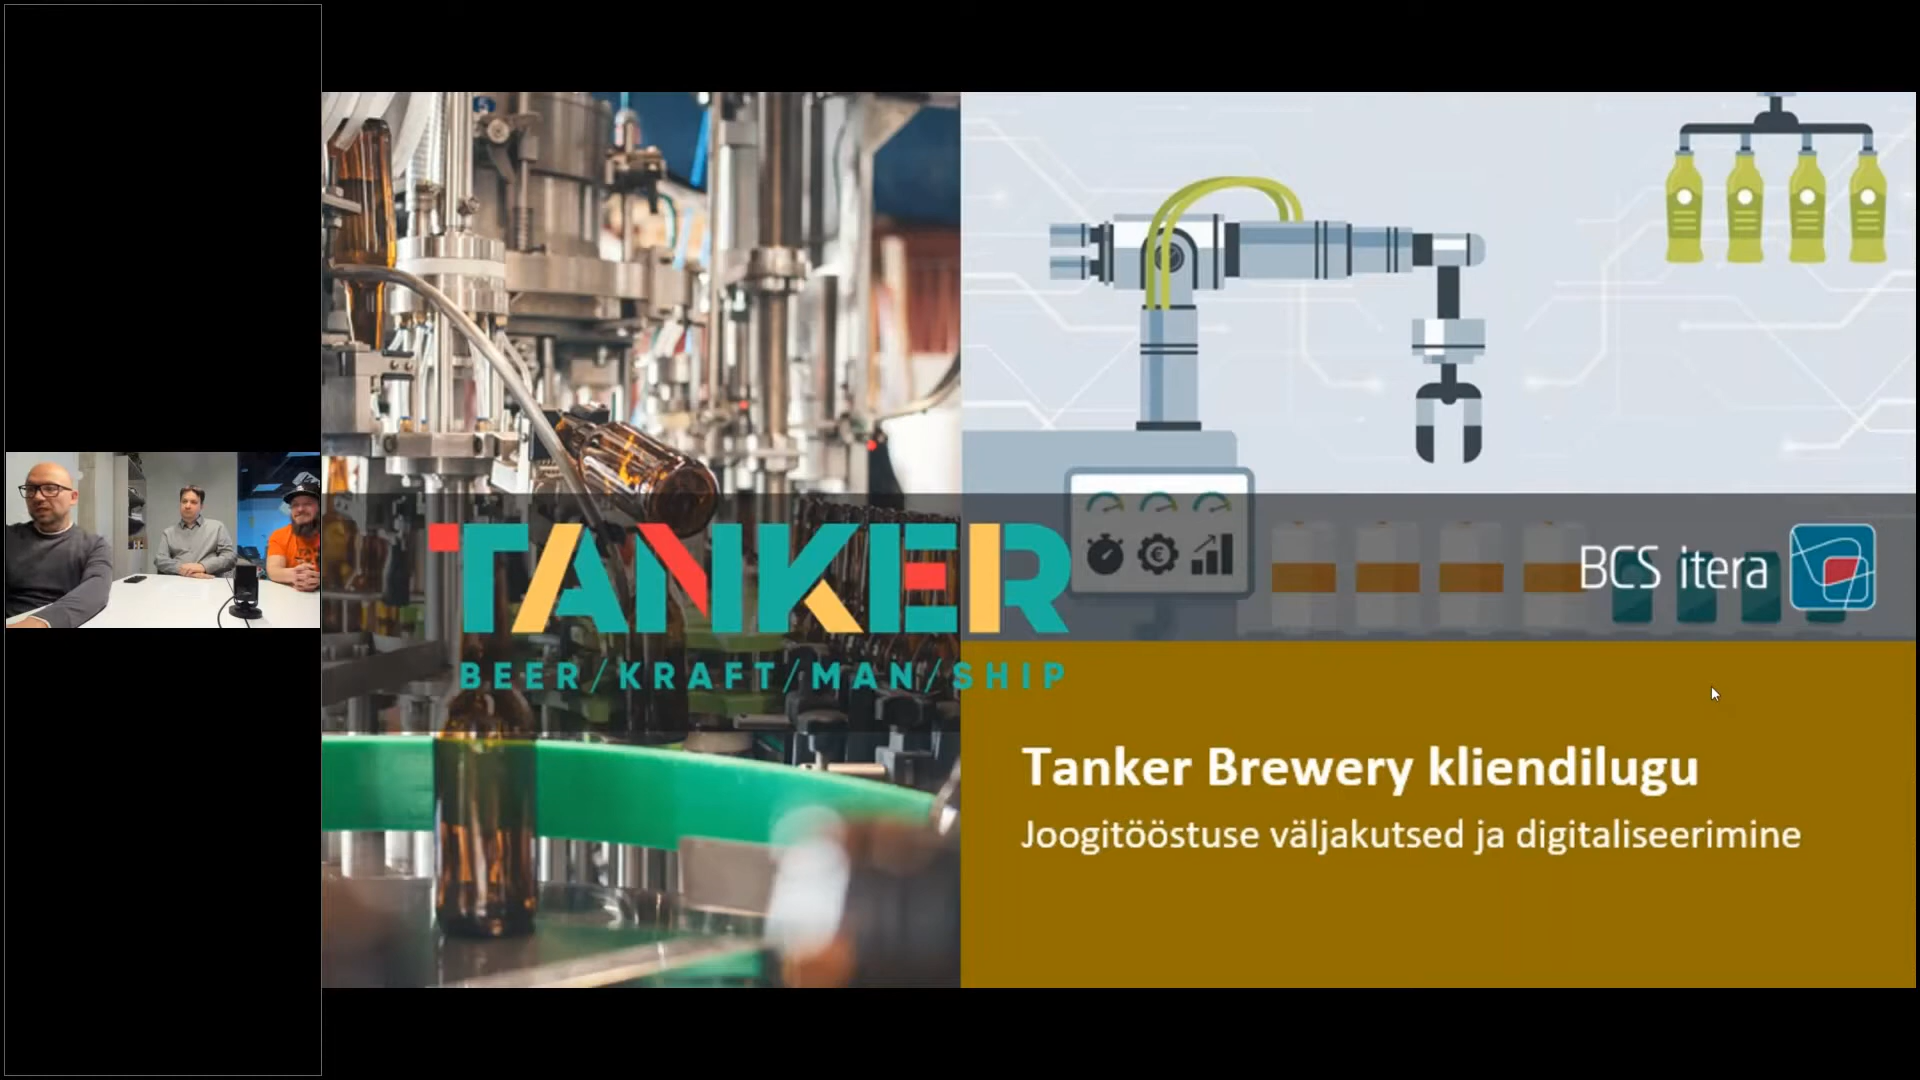 TANKER
BEER/KRAFT/MAN/SHIP
BCS itera
Tanker Brewery kliendilugu
Joogitööstuse väljakutsed ja digitaliseerimine